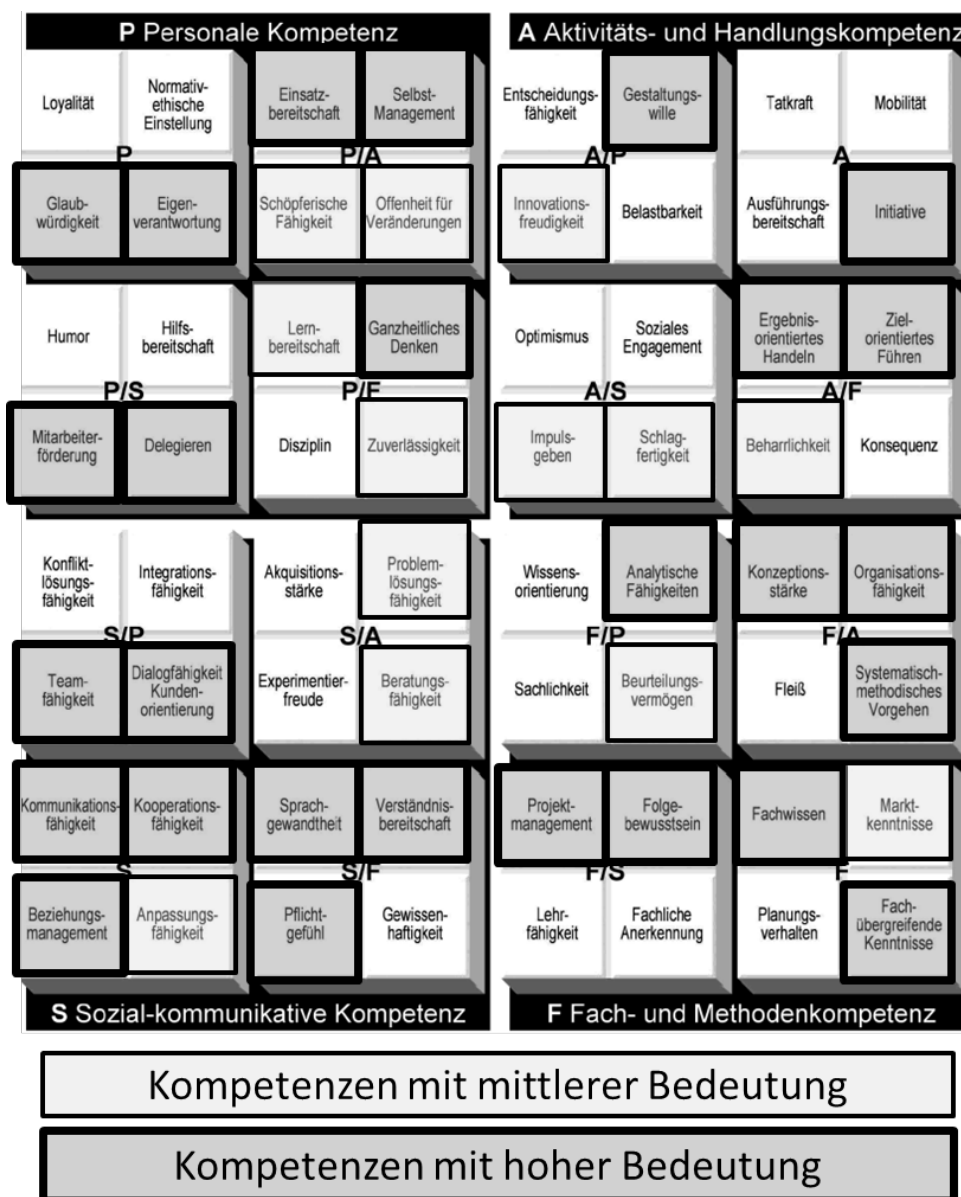 P Personale Kompetenz
Loyalität
Normativ-
ethische
Einstellung
Einsatz-
bereitschaft
Selbst-
Management
P
P/A
Glaub-
würdigkeit
Eigen-
verantwortung
Schöpferische
Fähigkeit
Offenheit für
Veränderungen
Humor
Hilfs-
bereitschaft
Lern-
bereitschaft
Ganzheitliches
Denken
P/S
P/F
Mitarbeiter-
förderung
Delegieren
Disziplin
Zuverlässigkeit
A Aktivitäts- und Handlungskompetenz
Entscheidungs-
fähigkeit
Gestaltungs-
wille
Tatkraft
Mobilität
A/P
A
Innovations-
freudigkeit
Belastbarkeit
Ausführungs-
bereitschaft
Initiative
Optimismus
Soziales
Engagement
Ergebnis-
orientiertes
Handeln
Ziel-
orientiertes
Führen
A/S
A/F
Impuls-
geben
Schlag-
fertigkeit
Beharrlichkeit
Konsequenz
Konflikt-
lösungs-
fähigkeit
Integrations-
fähigkeit
Akquisitions-
stärke
Problem-
lösungs-
fähigkeit
S/P
S/A
Team-
fähigkeit
Dialogfähigkeit
Kunden-
orientierung
Experimentier-
freude
Beratungs-
fähigkeit
Kommunikations-
fähigkeit
Kooperations-
fähigkeit
Sprach-
gewandtheit
Verständnis-
bereitschaft
S
S/F
Beziehungs-
management
Anpassungs-
fähigkeit
Pflicht-
gefühl
Gewissen-
haftigkeit
S Sozial-kommunikative Kompetenz
Wissens-
orientierung
Analytische
Fähigkeiten
Konzeptions-
stärke
Organisations-
fähigkeit
F/P
F/A
Sachlichkeit
Beurteilungs-
vermögen
Fleiß
Systematisch-
methodisches
Vorgehen
Projekt-
management
Folge-
bewusstsein
Fachwissen
Markt-
kenntnisse
F/S
F
Lehr-
fähigkeit
Fachliche
Anerkennung
Planungs-
verhalten
Fach-
übergreifende
Kenntnisse
F Fach- und Methodenkompetenz
Kompetenzen mit mittlerer Bedeutung
Kompetenzen mit hoher Bedeutung